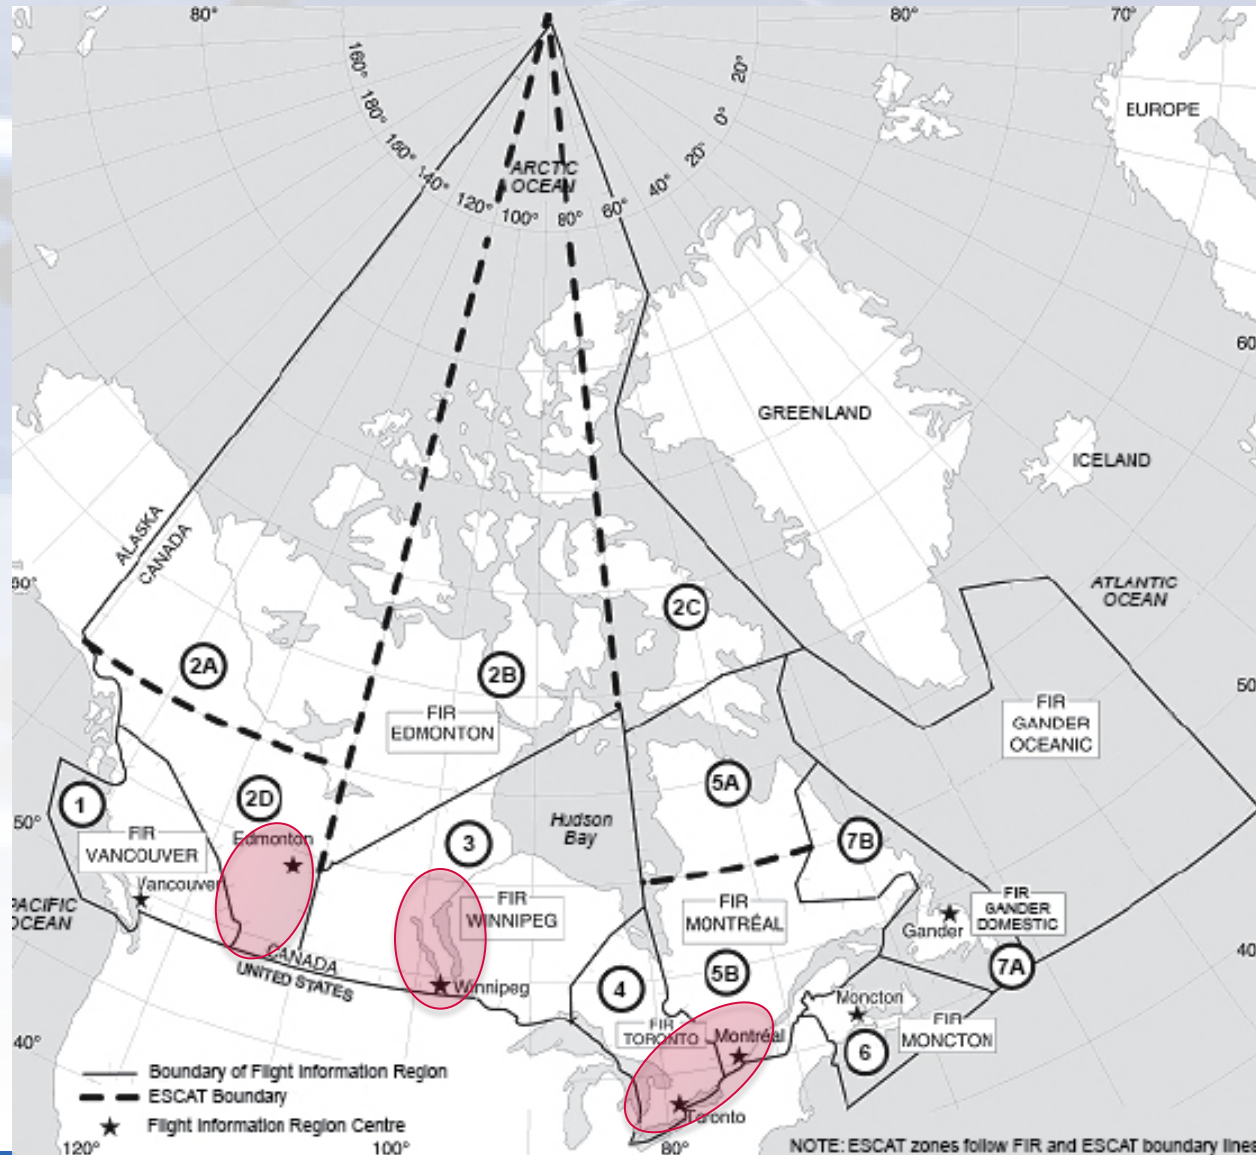 80°
80°
70°
160°
180°
160°
140°
120°
100°
80°
60°
40°
20°
0°
20°
ARCTIC
OCEAN
EUROPE
60
GREENLAND
ICELAND
ALASKA
CANADA
60°
ATLANTIC
OCEAN
2C
2A
2B
50
FIR
EDMONTON
FIR
GANDER
OCEANIC
1
2D
5A
50°
FIR
VANCOUVER
Edmonton
3
Hudson
Bay
7B
Vancouver
PACIFIC
OCEAN
FIR
WINNIPEG
FIR
MONTRÉAL
Gander
FIR
GANDER
DOMESTIC
40
CANADA
UNITED STATES
Winnipeg
4
5B
7A
Moncton
FIR
TORONTO
Montréal
6
FIR
MONCTON
40°
Toronto
Boundary of Flight Information Region
ESCAT Boundary
Flight Information Region Centre
120°
100°
80°
NOTE: ESCAT zones follow FIR and ESCAT boundary lines